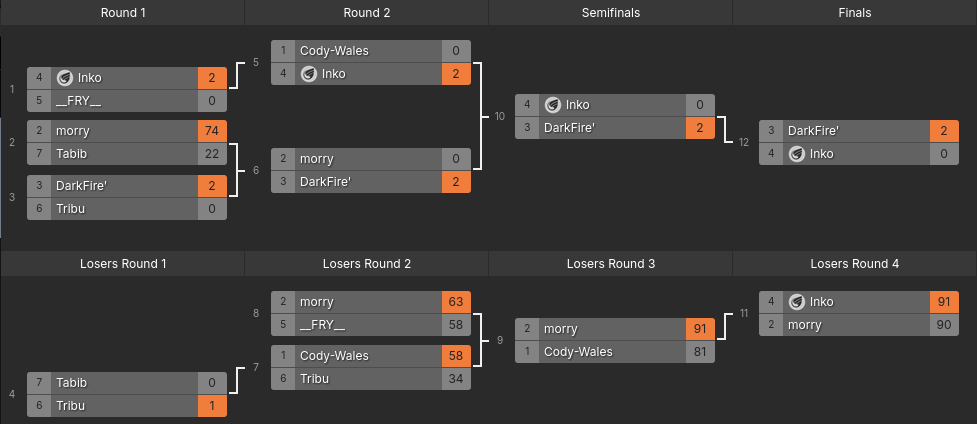 Round 1 Round 2 Semifinals Finals
1
4 Inko 2
5 __FRY__ 0
2
2 morry 74
7 Tabib 22
3
3 DarkFire' 2
6 Tribu 0
5
1 Cody-Wales 0
4 Inko 2
6
2 morry 0
3 DarkFire' 2
10
4 Inko 0
3 DarkFire' 2
12
3 DarkFire' 2
4 Inko 0
Losers Round 1 Losers Round 2 Losers Round 3 Losers Round 4
4
7 Tabib 0
6 Tribu 1
8
2 morry 63
5 __FRY__ 58
7
1 Cody-Wales 58
6 Tribu 34
9
2 morry 91
1 Cody-Wales 81
11
4 Inko 91
2 morry 90